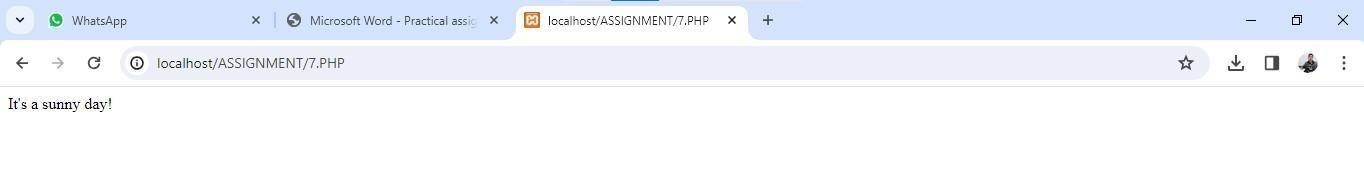 WhatsApp
Microsoft Word - Practical assig
localhost/ASSIGNMENT/7.PHP
localhost/ASSIGNMENT/7.PHP
It's a sunny day!